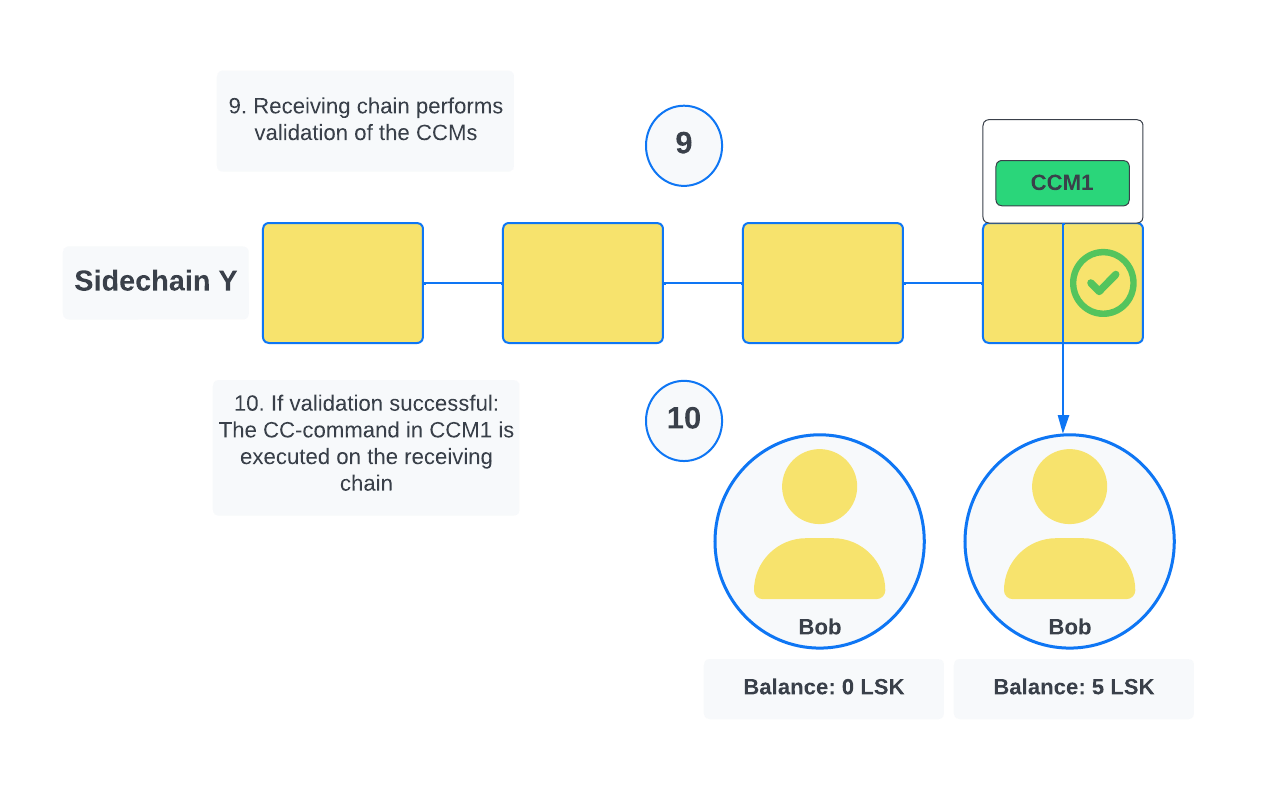 9. Receiving chain performs
validation of the CCMs
9
CCM1
Sidechain Y
10. If validation successful:
The CC-command in CCM1 is
executed on the receiving
chain
10
Bob
Bob
Balance: 0 LSK
Balance: 5 LSK